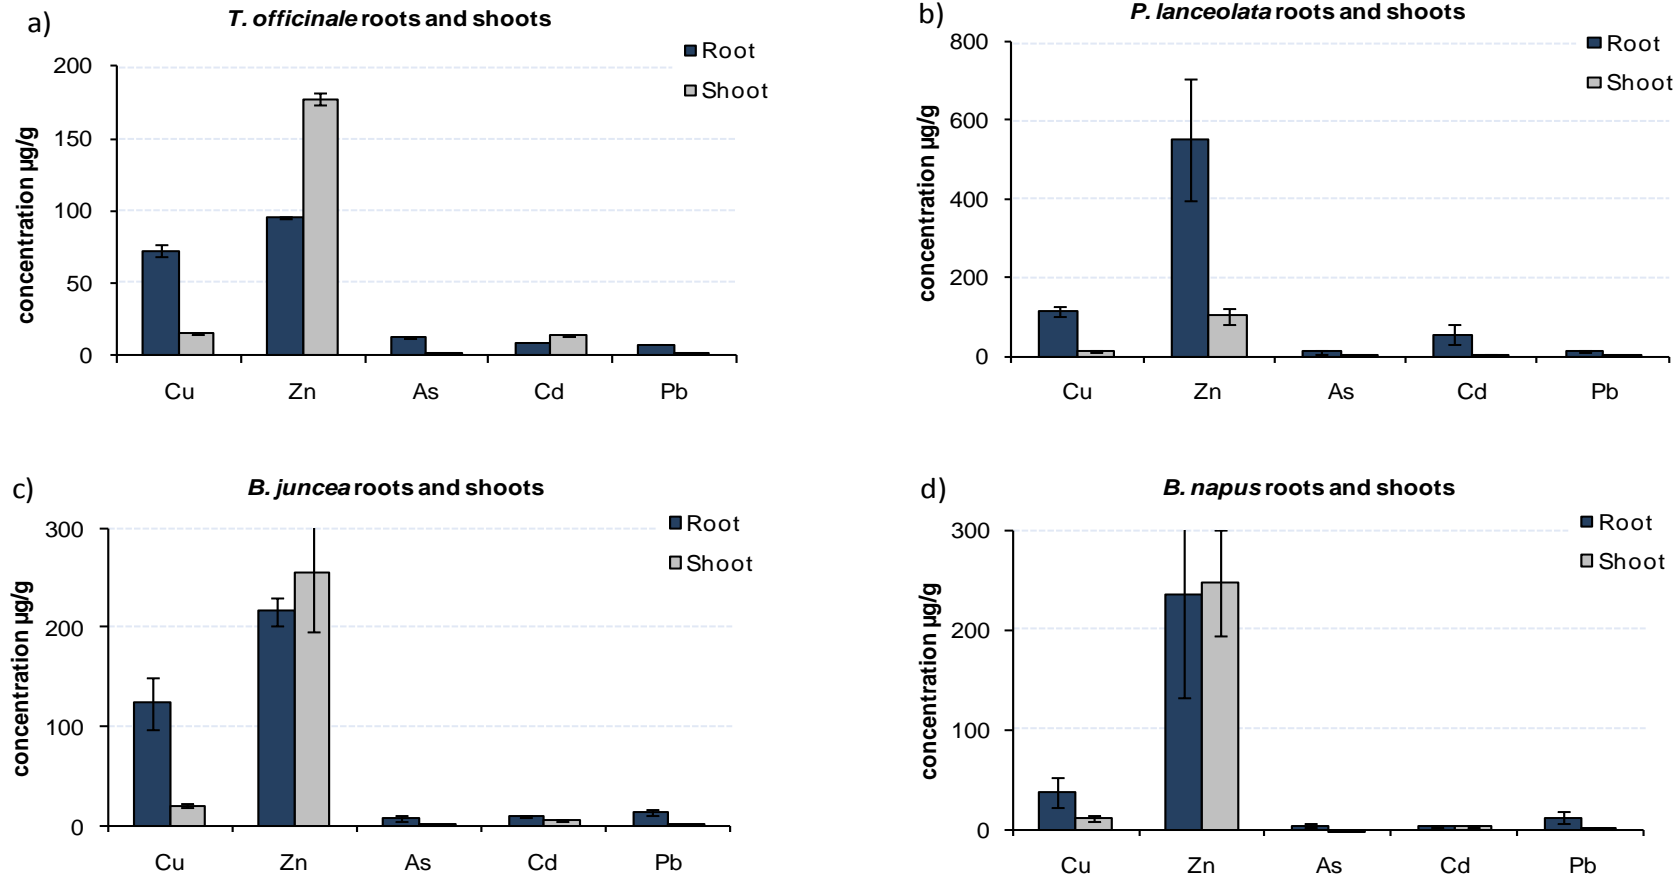 a)
T. officinale roots and shoots
Root
Shoot
concentration µg/g
200
150
100
50
0
Cu Zn As Cd Pb
b)
P. lanceolata roots and shoots
Root
Shoot
concentration µg/g
800
600
400
200
0
Cu Zn As Cd Pb
c)
B. juncea roots and shoots
Root
Shoot
concentration µg/g
300
200
100
0
Cu Zn As Cd Pb
d)
B. napus roots and shoots
Root
Shoot
concentration µg/g
300
200
100
0
Cu Zn As Cd Pb